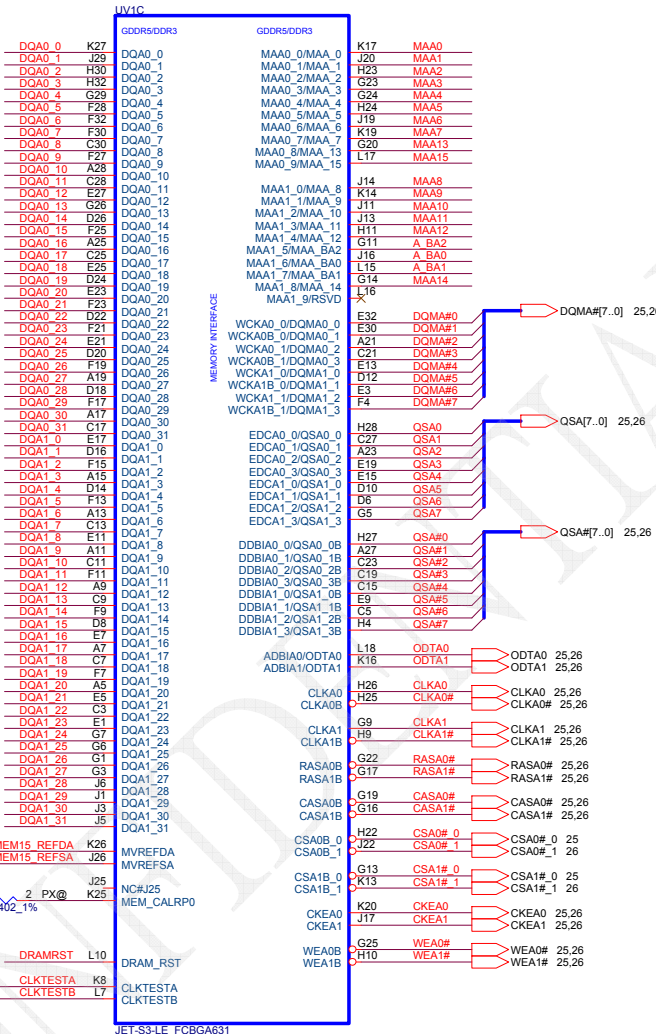 UV1C
GDDR5/DDR3 GDDR5/DDR3
MEMORY INTERFACE
DQA0_0 K27 DQA0_0
DQA0_1 J29 DQA0_1
DQA0_2 H30 DQA0_2
DQA0_3 H32 DQA0_3
DQA0_4 G29 DQA0_4
DQA0_5 F28 DQA0_5
DQA0_6 F32 DQA0_6
DQA0_7 F30 DQA0_7
DQA0_8 C30 DQA0_8
DQA0_9 F27 DQA0_9
DQA0_10 A28 DQA0_10
DQA0_11 C28 DQA0_11
DQA0_12 E27 DQA0_12
DQA0_13 G26 DQA0_13
DQA0_14 D26 DQA0_14
DQA0_15 F25 DQA0_15
DQA0_16 A25 DQA0_16
DQA0_17 C25 DQA0_17
DQA0_18 E25 DQA0_18
DQA0_19 D24 DQA0_19
DQA0_20 E23 DQA0_20
DQA0_21 F23 DQA0_21
DQA0_22 D22 DQA0_22
DQA0_23 F21 DQA0_23
DQA0_24 E21 DQA0_24
DQA0_25 D20 DQA0_25
DQA0_26 F19 DQA0_26
DQA0_27 A19 DQA0_27
DQA0_28 D18 DQA0_28
DQA0_29 F17 DQA0_29
DQA0_30 A17 DQA0_30
DQA0_31 C17 DQA0_31
DQA1_0 E17 DQA1_0
DQA1_1 D16 DQA1_1
DQA1_2 F15 DQA1_2
DQA1_3 A15 DQA1_3
DQA1_4 D14 DQA1_4
DQA1_5 F13 DQA1_5
DQA1_6 A13 DQA1_6
DQA1_7 C13 DQA1_7
DQA1_8 E11 DQA1_8
DQA1_9 A11 DQA1_9
DQA1_10 C11 DQA1_10
DQA1_11 F11 DQA1_11
DQA1_12 A9 DQA1_12
DQA1_13 C9 DQA1_13
DQA1_14 F9 DQA1_14
DQA1_15 D8 DQA1_15
DQA1_16 E7 DQA1_16
DQA1_17 A7 DQA1_17
DQA1_18 C7 DQA1_18
DQA1_19 F7 DQA1_19
DQA1_20 A5 DQA1_20
DQA1_21 E5 DQA1_21
DQA1_22 C3 DQA1_22
DQA1_23 E1 DQA1_23
DQA1_24 G7 DQA1_24
DQA1_25 G6 DQA1_25
DQA1_26 G1 DQA1_26
DQA1_27 G3 DQA1_27
DQA1_28 J6 DQA1_28
DQA1_29 J1 DQA1_29
DQA1_30 J3 DQA1_30
DQA1_31 J5 DQA1_31
MEM15_REFDA K26 MVREFDA
MEM15_REFSA J26 MVREFSA
J25 NC#J25
2 PX@ K25 MEM_CALRP0
402_1%
DRAMRST L10 DRAM_RST
CLKTESTA K8 CLKTESTA
CLKTESTB L7 CLKTESTB
MAA0_0/MAA_0 K17 MAA0
MAA0_1/MAA_1 J20 MAA1
MAA0_2/MAA_2 H23 MAA2
MAA0_3/MAA_3 G23 MAA3
MAA0_4/MAA_4 G24 MAA4
MAA0_5/MAA_5 H24 MAA5
MAA0_6/MAA_6 J19 MAA6
MAA0_7/MAA_7 K19 MAA7
MAA0_8/MAA_13 G20 MAA13
MAA0_9/MAA_15 L17 MAA15
MAA1_0/MAA_8 J14 MAA8
MAA1_1/MAA_9 K14 MAA9
MAA1_2/MAA_10 J11 MAA10
MAA1_3/MAA_11 J13 MAA11
MAA1_4/MAA_12 H11 MAA12
MAA1_5/MAA_BA2 G11 A_BA2
MAA1_6/MAA_BA0 J16 A_BA0
MAA1_7/MAA_BA1 L15 A_BA1
MAA1_8/MAA_14 G14 MAA14
MAA1_9/RSVD L16
WCKA0_0/DQMA0_0 E32 DQMA#0 DQMA#[7..0] 25,26
WCKA0B_0/DQMA0_1 E30 DQMA#1
WCKA0_1/DQMA0_2 A21 DQMA#2
WCKA0B_1/DQMA0_3 C21 DQMA#3
WCKA1_0/DQMA1_0 E13 DQMA#4
WCKA1B_0/DQMA1_1 D12 DQMA#5
WCKA1_1/DQMA1_2 E3 DQMA#6
WCKA1B_1/DQMA1_3 F4 DQMA#7
EDCA0_0/QSA0_0 H28 QSA0 QSA[7..0] 25,26
EDCA0_1/QSA0_1 C27 QSA1
EDCA0_2/QSA0_2 A23 QSA2
EDCA0_3/QSA0_3 E19 QSA3
EDCA1_0/QSA1_0 E15 QSA4
EDCA1_1/QSA1_1 D10 QSA5
EDCA1_2/QSA1_2 D6 QSA6
EDCA1_3/QSA1_3 G5 QSA7
DDBIA0_0/QSA0_0B H27 QSA#0 QSA#[7..0] 25,26
DDBIA0_1/QSA0_1B A27 QSA#1
DDBIA0_2/QSA0_2B C23 QSA#2
DDBIA0_3/QSA0_3B C19 QSA#3
DDBIA1_0/QSA1_0B C15 QSA#4
DDBIA1_1/QSA1_1B E9 QSA#5
DDBIA1_2/QSA1_2B C5 QSA#6
DDBIA1_3/QSA1_3B H4 QSA#7
ADBIA0/ODTA0 L18 ODTA0 ODTA0 25,26
ADBIA1/ODTA1 K16 ODTA1 ODTA1 25,26
CLKA0 H26 CLKA0 CLKA0 25,26
CLKA0B H25 CLKA0# CLKA0# 25,26
CLKA1 G9 CLKA1 CLKA1 25,26
CLKA1B H9 CLKA1# CLKA1# 25,26
RASA0B G22 RASA0# RASA0# 25,26
RASA1B G17 RASA1# RASA1# 25,26
CASA0B G19 CASA0# CASA0# 25,26
CASA1B G16 CASA1# CASA1# 25,26
CSA0B_0 H22 CSA0#_0 CSA0#_0 25
CSA0B_1 J22 CSA0#_1 CSA0#_1 26
CSA1B_0 G13 CSA1#_0 CSA1#_0 25
CSA1B_1 K13 CSA1#_1 CSA1#_1 26
CKEA0 K20 CKEA0 CKEA0 25,26
CKEA1 J17 CKEA1 CKEA1 25,26
WEA0B G25 WEA0# WEA0# 25,26
WEA1B H10 WEA1# WEA1# 25,26
JET-S3-LE_FCBGA631